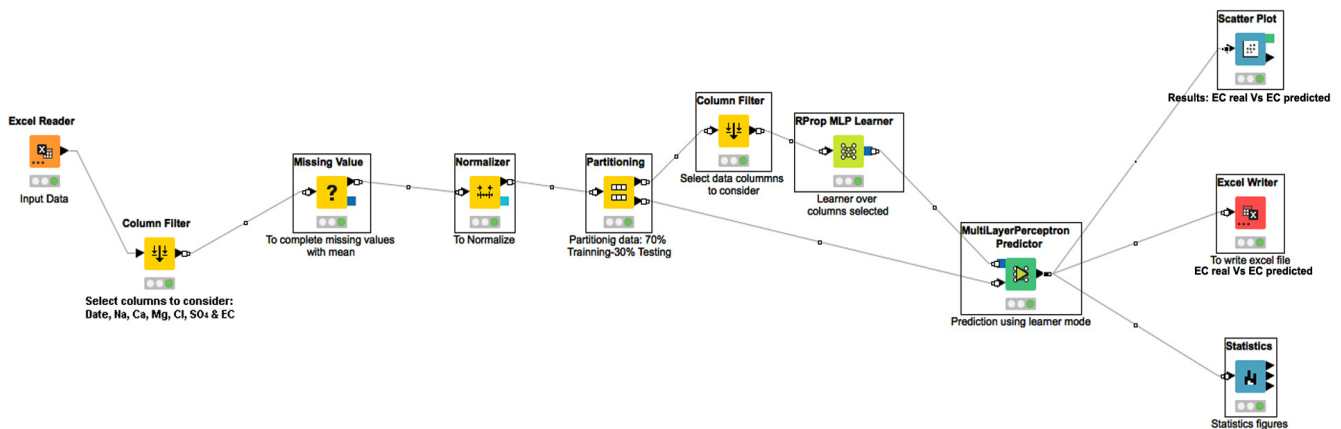 Excel Reader
Input Data
Column Filter
Select columns to consider:
Date, Na, Ca, Mg, Cl, SO₄ & EC
Missing Value
?
To complete missing values
with mean
Normalizer
To Normalize
Partitioning
Partitionig data: 70%
Trainning-30% Testing
Column Filter
Select data colummns
to consider
RProp MLP Learner
Learner over
columns selected
MultiLayerPerceptron
Predictor
Prediction using learner mode
Scatter Plot
Results: EC real Vs EC predicted
Excel Writer
To write excel file
EC real Vs EC predicted
Statistics
Statistics figures